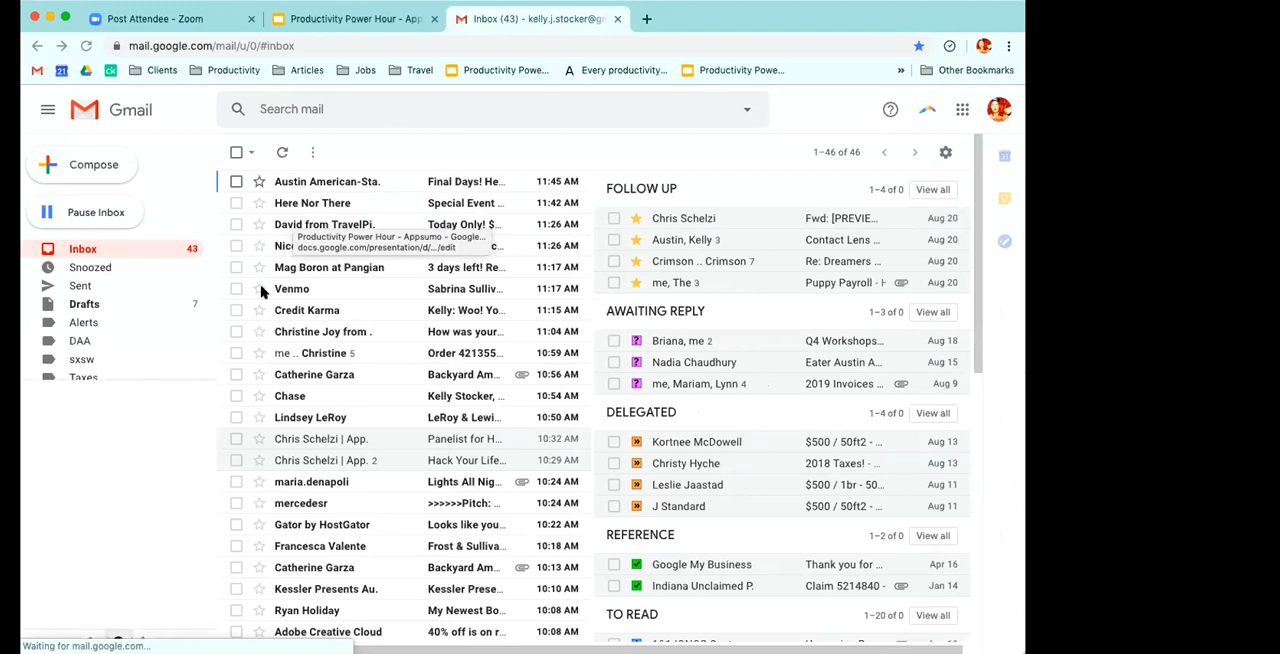 Post Attendee - Zoom
Productivity Power Hour - App
Inbox (43) - kelly.j.stocker@gm
mail.google.com/mail/u/0/#inbox
Clients
Productivity
Articles
Jobs
Travel
Productivity Powe...
Every productivity...
Productivity Powe...
Other Bookmarks
Gmail
Search mail
Compose
1–46 of 46
Pause Inbox
Inbox 43
Snoozed
Sent
Drafts 7
Alerts
DAA
sxsw
Taxes
Austin American-Sta. Final Days! He... 11:45 AM
Here Nor There Special Event ... 11:42 AM
David from TravelPi. Today Only! $... 11:26 AM
Productivity Power Hour - Appsumo - Google...
docs.google.com/presentation/d/.../edit
11:26 AM
Mag Boron at Pangian 3 days left! Re... 11:17 AM
Venmo Sabrina Sulliv... 11:17 AM
Credit Karma Kelly: Woo! Yo... 11:15 AM
Christine Joy from . How was your... 11:04 AM
me .. Christine 5 Order 421355... 10:59 AM
Catherine Garza Backyard Am... 10:56 AM
Chase Kelly Stocker, ... 10:54 AM
Lindsey LeRoy LeRoy & Lewi... 10:50 AM
Chris Schelzi | App. Panelist for H... 10:32 AM
Chris Schelzi | App. 2 Hack Your Life... 10:29 AM
maria.denapoli Lights All Nig... 10:24 AM
mercedesr >>>>>>Pitch: ... 10:24 AM
Gator by HostGator Looks like you... 10:22 AM
Francesca Valente Frost & Sulliva... 10:18 AM
Catherine Garza Backyard Am... 10:13 AM
Kessler Presents Au. Kessler Prese... 10:08 AM
Ryan Holiday My Newest Bo... 10:08 AM
Adobe Creative Cloud 40% off is on r... 10:08 AM
FOLLOW UP 1–4 of 0 View all
Chris Schelzi Fwd: [PREVIE... Aug 20
Austin, Kelly 3 Contact Lens ... Aug 20
Crimson .. Crimson 7 Re: Dreamers ... Aug 20
me, The 3 Puppy Payroll - H Aug 20
AWAITING REPLY 1–3 of 0 View all
Briana, me 2 Q4 Workshops... Aug 18
Nadia Chaudhury Eater Austin A... Aug 15
me, Mariam, Lynn 4 2019 Invoices ... Aug 9
DELEGATED 1–4 of 0 View all
Kortnee McDowell $500 / 50ft2 - ... Aug 13
Christy Hyche 2018 Taxes! - ... Aug 13
Leslie Jaastad $500 / 1br - 50... Aug 11
J Standard $500 / 50ft2 - ... Aug 11
REFERENCE 1–2 of 0 View all
Google My Business Thank you for ... Apr 16
Indiana Unclaimed P. Claim 5214840 - Jan 14
TO READ 1–20 of 0 View all
Waiting for mail.google.com...